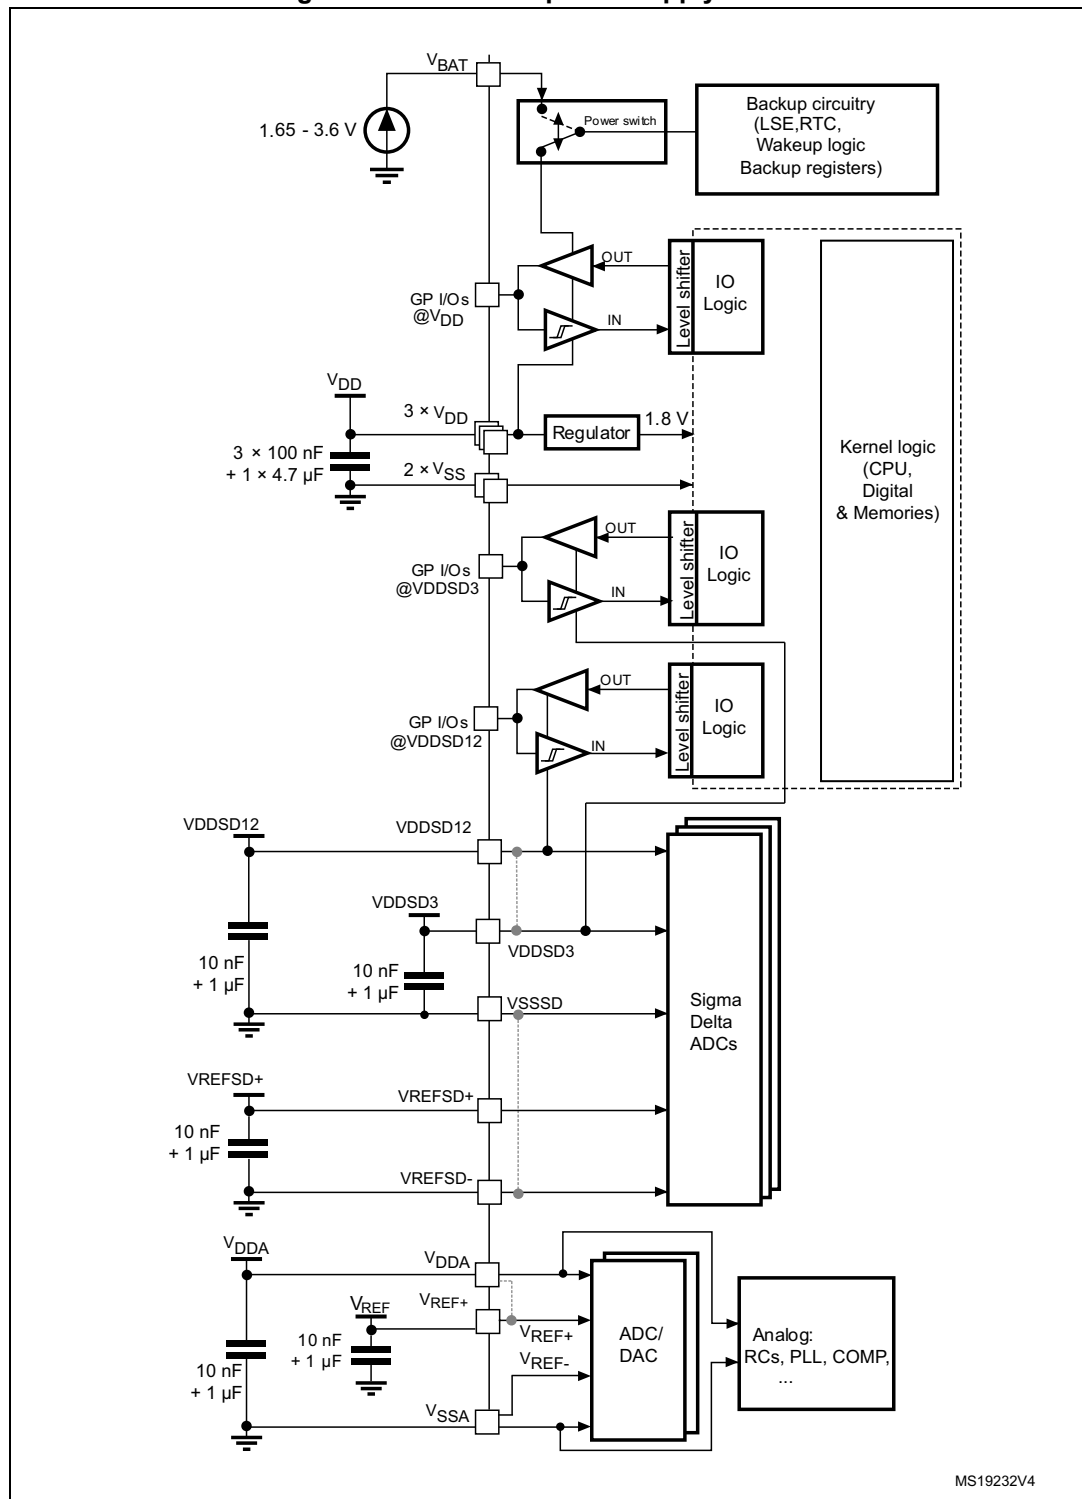 VBAT
1.65 - 3.6 V
Power switch
Backup circuitry
(LSE,RTC,
Wakeup logic
Backup registers)
OUT
IN
Level shifter
IO
Logic
GP I/Os
@VDD
VDD
3 × VDD
Regulator
1.8 V
3 × 100 nF
+ 1 × 4.7 µF
2 × VSS
Kernel logic
(CPU,
Digital
& Memories)
OUT
IN
Level shifter
IO
Logic
GP I/Os
@VDDSD3
OUT
IN
Level shifter
IO
Logic
GP I/Os
@VDDSD12
VDDSD12
VDDSD12
VDDSD3
VDDSD3
10 nF
+ 1 µF
10 nF
+ 1 µF
VSSSD
Sigma
Delta
ADCs
VREFSD+
VREFSD+
10 nF
+ 1 µF
VREFSD-
VDDA
VDDA
VREF+
VREF
VREF+
10 nF
+ 1 µF
VREF-
10 nF
+ 1 µF
VSSA
ADC/
DAC
Analog:
RCs, PLL, COMP,
...
MS19232V4